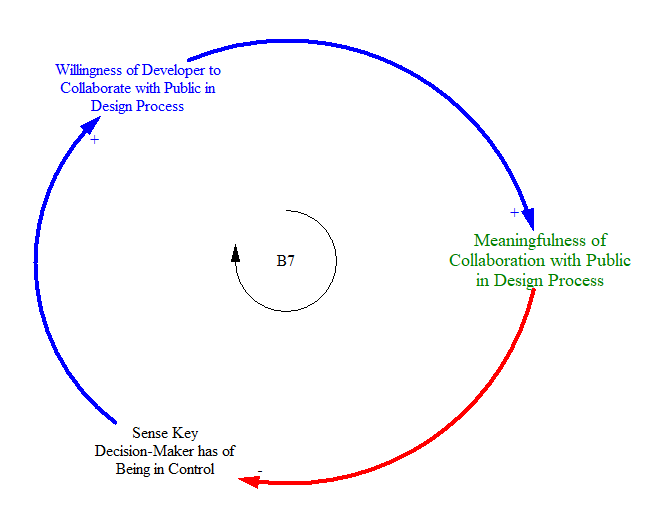 Willingness of Developer to
Collaborate with Public in
Design Process
+
+
Meaningfulness of
Collaboration with Public
in Design Process
B7
Sense Key
Decision-Maker has of
Being in Control
-